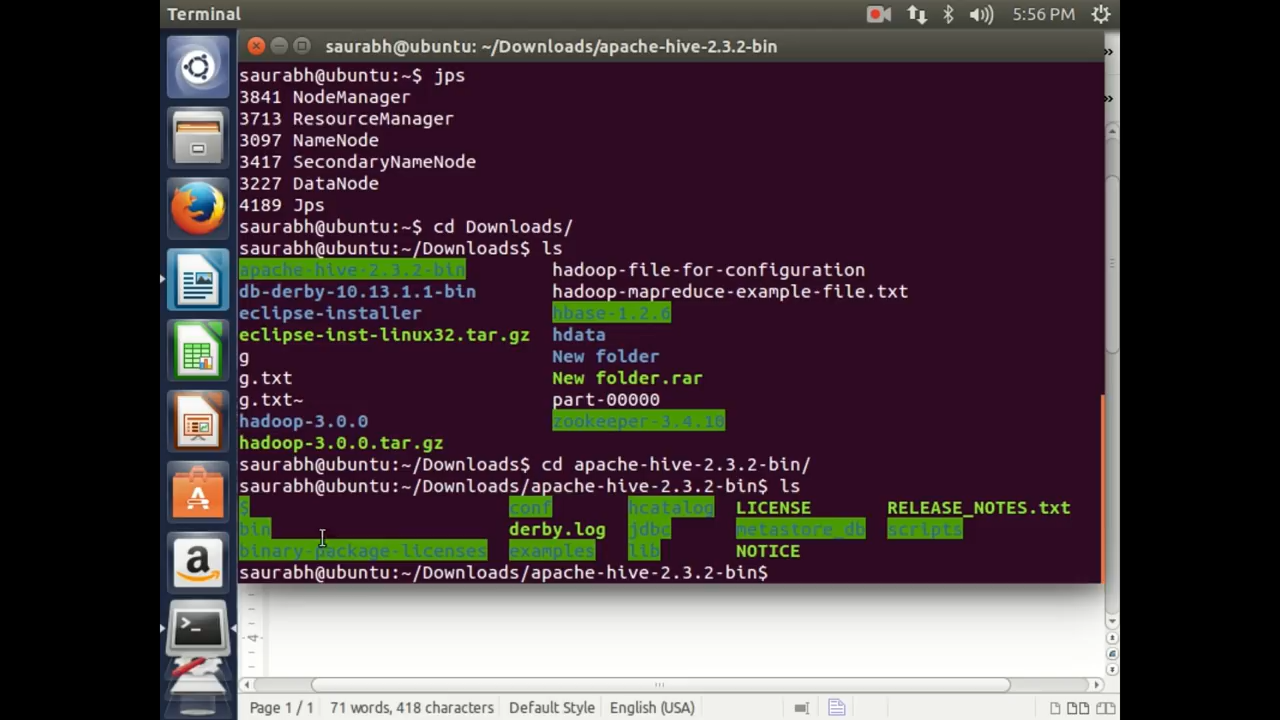 Terminal 5:56 PM
saurabh@ubuntu: ~/Downloads/apache-hive-2.3.2-bin
saurabh@ubuntu:~$ jps
3841 NodeManager
3713 ResourceManager
3097 NameNode
3417 SecondaryNameNode
3227 DataNode
4189 Jps
saurabh@ubuntu:~$ cd Downloads/
saurabh@ubuntu:~/Downloads$ ls
apache-hive-2.3.2-bin hadoop-file-for-configuration
db-derby-10.13.1.1-bin hadoop-mapreduce-example-file.txt
eclipse-installer hbase-1.2.6
eclipse-inst-linux32.tar.gz hdata
g New folder
g.txt New folder.rar
g.txt~ part-00000
hadoop-3.0.0 zookeeper-3.4.10
hadoop-3.0.0.tar.gz
saurabh@ubuntu:~/Downloads$ cd apache-hive-2.3.2-bin/
saurabh@ubuntu:~/Downloads/apache-hive-2.3.2-bin$ ls
$ conf hcatalog LICENSE RELEASE_NOTES.txt
bin derby.log jdbc metastore_db scripts
binary-package-licenses examples lib NOTICE
saurabh@ubuntu:~/Downloads/apache-hive-2.3.2-bin$
4
Page 1 / 1 71 words, 418 characters Default Style English (USA)